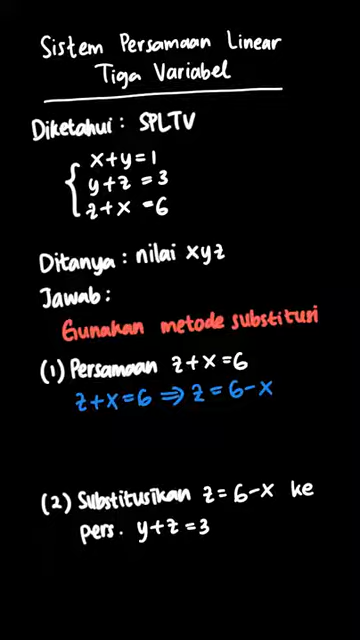 Sistem Persamaan Linear
Tiga Variabel
Diketahui : SPLTV
x+y=1
y+z=3
z+x=6
Ditanya : nilai xyz
Jawab :
Gunakan metode substitusi
(1) Persamaan z+x=6
z+x=6 ⇒ z=6-x
(2) Substitusikan z=6-x ke
pers. y+z=3